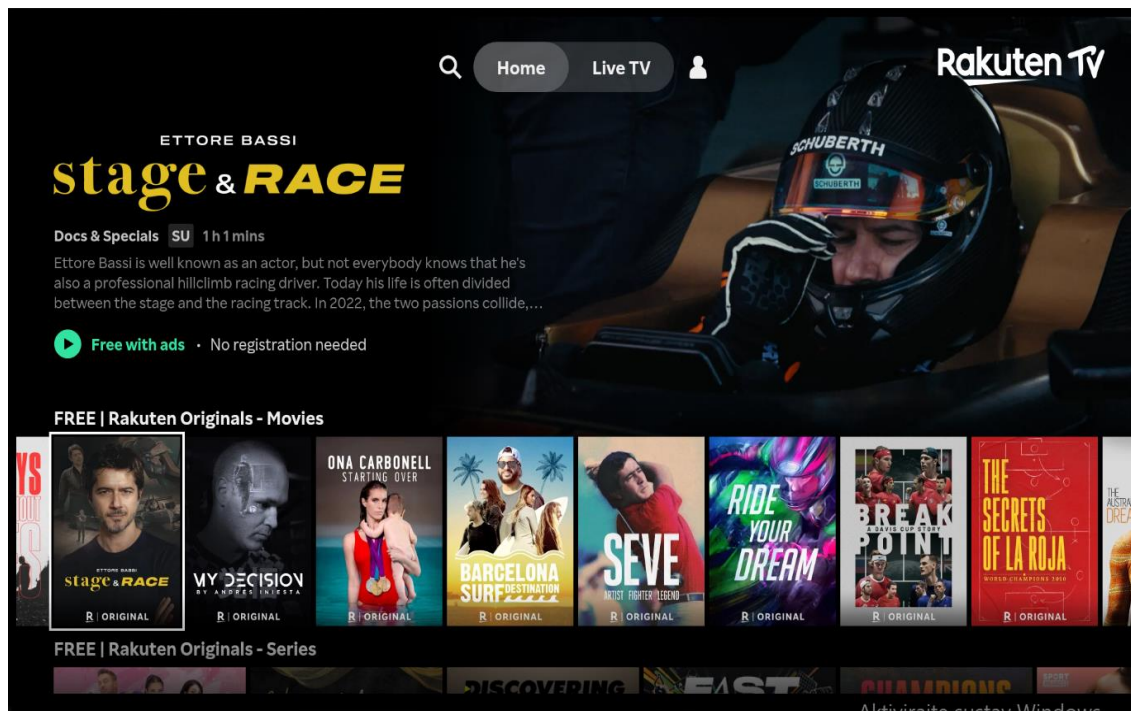 Home
Live TV
Rakuten TV
ETTORE BASSI
stage & RACE
SCHUBERTH
SCHUBERTH
Docs & Specials SU 1 h 1 mins
Ettore Bassi is well known as an actor, but not everybody knows that he's
also a professional hillclimb racing driver. Today his life is often divided
between the stage and the racing track. In 2022, the two passions collide,...
Free with ads • No registration needed
FREE | Rakuten Originals - Movies
YS
ETTORE BASSI
stage & RACE
R | ORIGINAL
MY DECISION
BY ANDRES INIESTA
R | ORIGINAL
ONA CARBONELL
STARTING OVER
R | ORIGINAL
BARCELONA
SURF DESTINATION
R | ORIGINAL
SEVE
ARTIST FIGHTER LEGEND
R | ORIGINAL
RIDE
YOUR
DREAM
R | ORIGINAL
BREAK
A DAVIS CUP STORY
POINT
R | ORIGINAL
THE
SECRETS
OF LA ROJA
WORLD CHAMPIONS 2010
R | ORIGINAL
THE
FREE | Rakuten Originals - Series
DISCOVERING
FAST
CHAMPIONS
SPORT